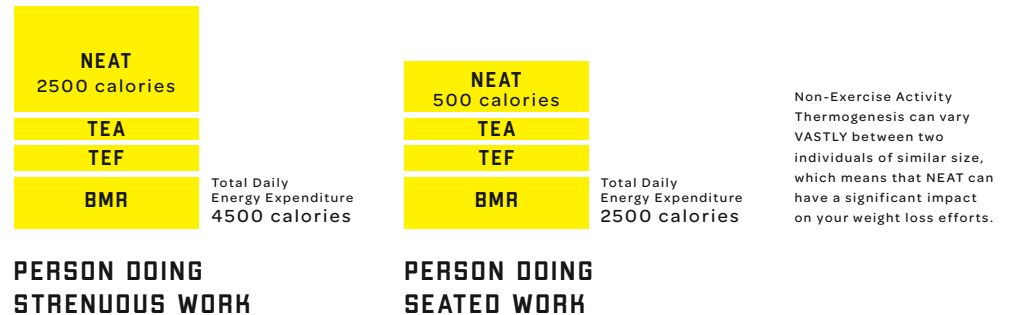 NEAT
2500 calories
TEA
TEF
BMR
Total Daily
Energy Expenditure
4500 calories
PERSON DOING
STRENUOUS WORK
NEAT
500 calories
TEA
TEF
BMR
Total Daily
Energy Expenditure
2500 calories
PERSON DOING
SEATED WORK
Non-Exercise Activity
Thermogenesis can vary
VASTLY between two
individuals of similar size,
which means that NEAT can
have a significant impact
on your weight loss efforts.